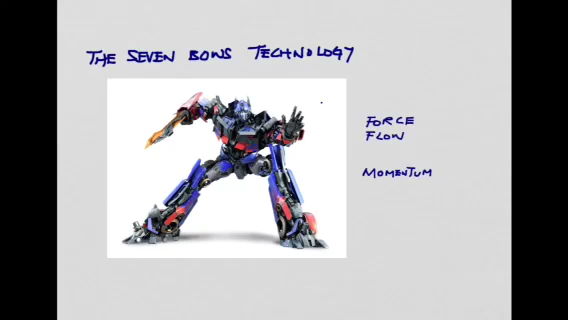 THE SEVEN BOWS TECHNOLOGY
FORCE
FLOW
MOMENTUM